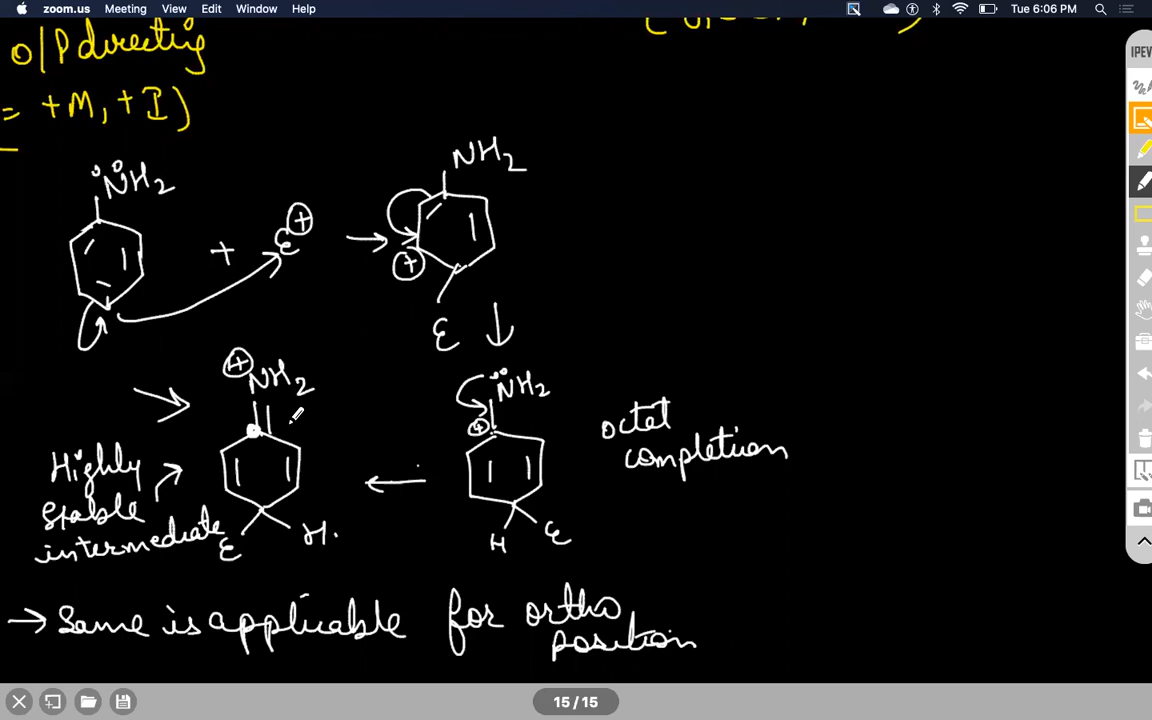 zoom.us Meeting View Edit Window Help Tue 6:06 PM
IPEV
o/P directing
= +M, +I)
NH2
NH2
+ E +
+
E
+
NH2
NH2
+
octet
completion
Highly
stable
intermediate
E H.
H E
→ Same is applicable for ortho
position
15 / 15